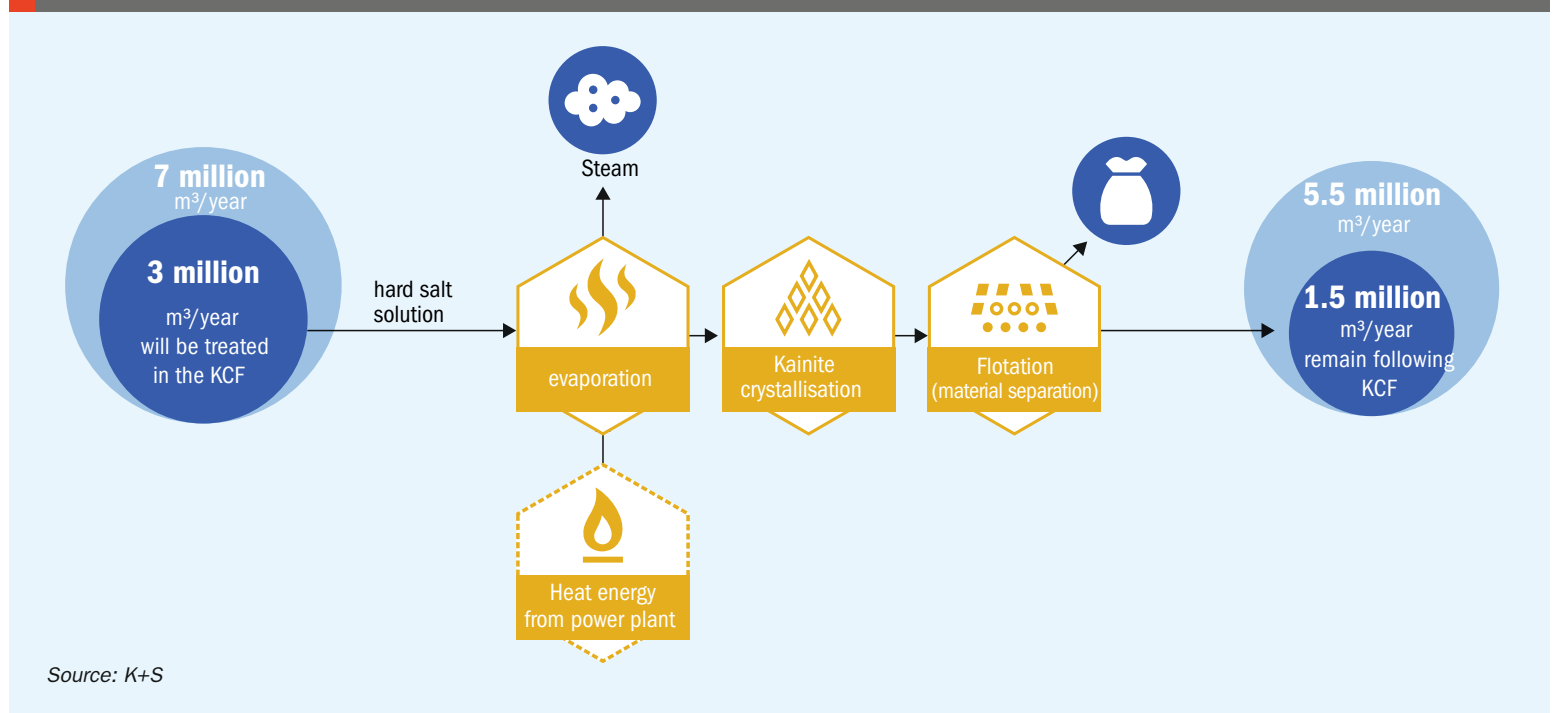 7 million
m³/year
3 million
m³/year
will be treated
in the KCF
hard salt
solution
Steam
evaporation
Heat energy
from power plant
Kainite
crystallisation
Flotation
(material separation)
5.5 million
m³/year
1.5 million
m³/year
remain following
KCF
Source: K+S